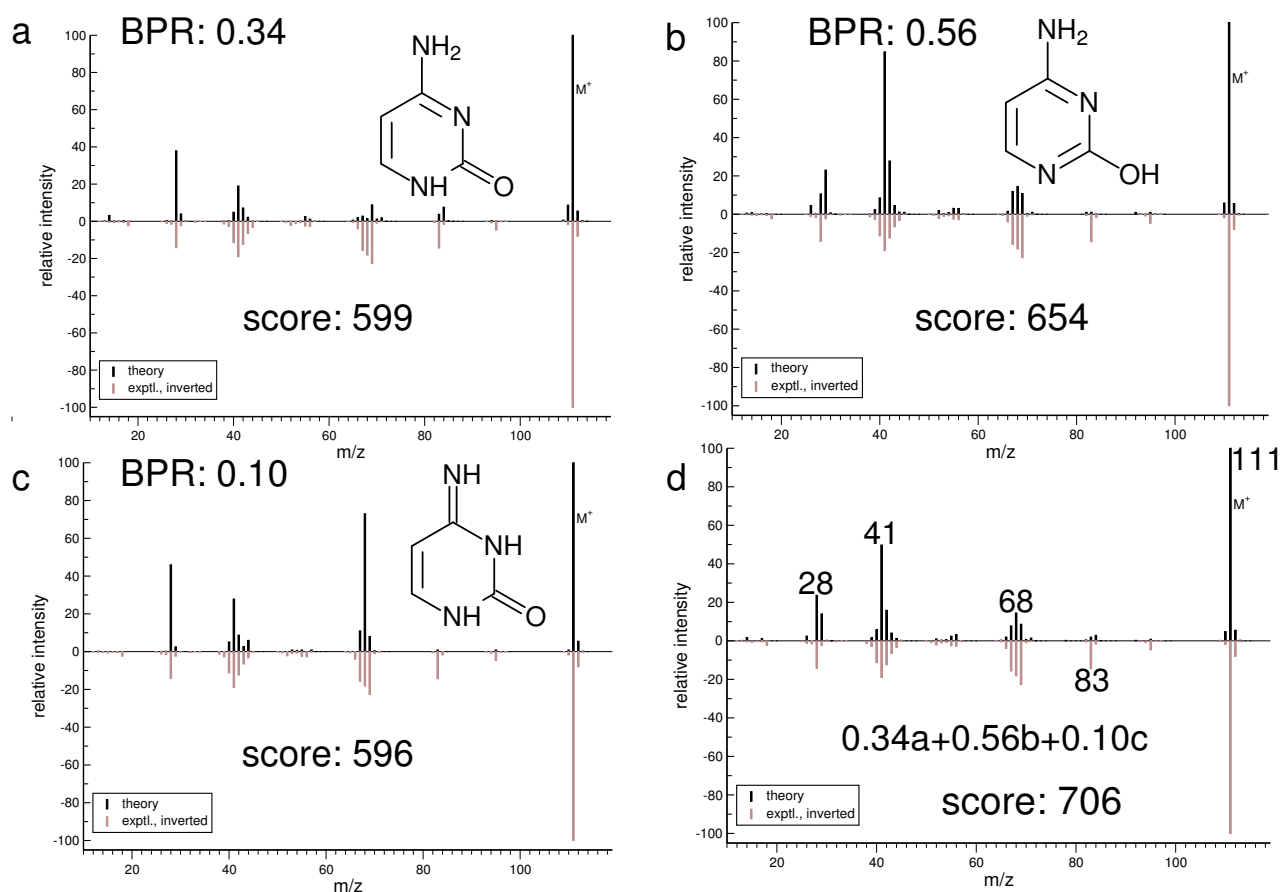 a
BPR: 0.34
NH2
N
NH
O
M+
relative intensity
100
80
60
40
20
0
-20
-40
-60
-80
-100
score: 599
theory
exptl., inverted
20 40 60 80 100
m/z
b
BPR: 0.56
NH2
N
N
OH
M+
relative intensity
100
80
60
40
20
0
-20
-40
-60
-80
-100
score: 654
theory
exptl., inverted
20 40 60 80 100
m/z
c
BPR: 0.10
NH
NH
NH
O
M+
relative intensity
100
80
60
40
20
0
-20
-40
-60
-80
-100
score: 596
theory
exptl., inverted
20 40 60 80 100
m/z
d
111
M+
41
28
68
83
relative intensity
100
80
60
40
20
0
-20
-40
-60
-80
-100
0.34a+0.56b+0.10c
score: 706
theory
exptl., inverted
20 40 60 80 100
m/z